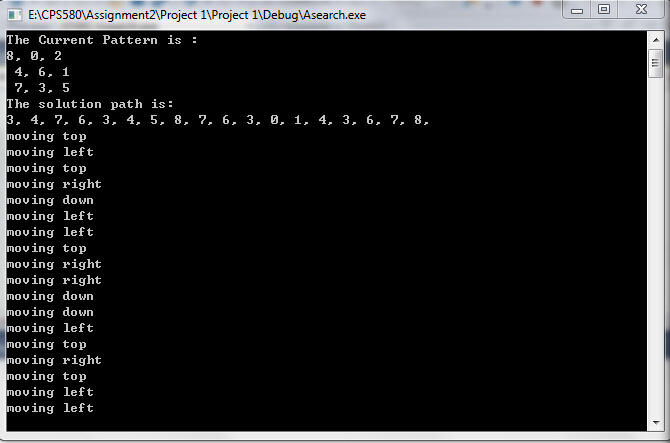 E:\CPS580\Assignment2\Project 1\Project 1\Debug\Asearch.exe
The Current Pattern is :
8, 0, 2
 4, 6, 1
 7, 3, 5
The solution path is:
3, 4, 7, 6, 3, 4, 5, 8, 7, 6, 3, 0, 1, 4, 3, 6, 7, 8,
moving top
moving left
moving top
moving right
moving down
moving left
moving left
moving top
moving right
moving right
moving down
moving down
moving left
moving top
moving right
moving top
moving left
moving left